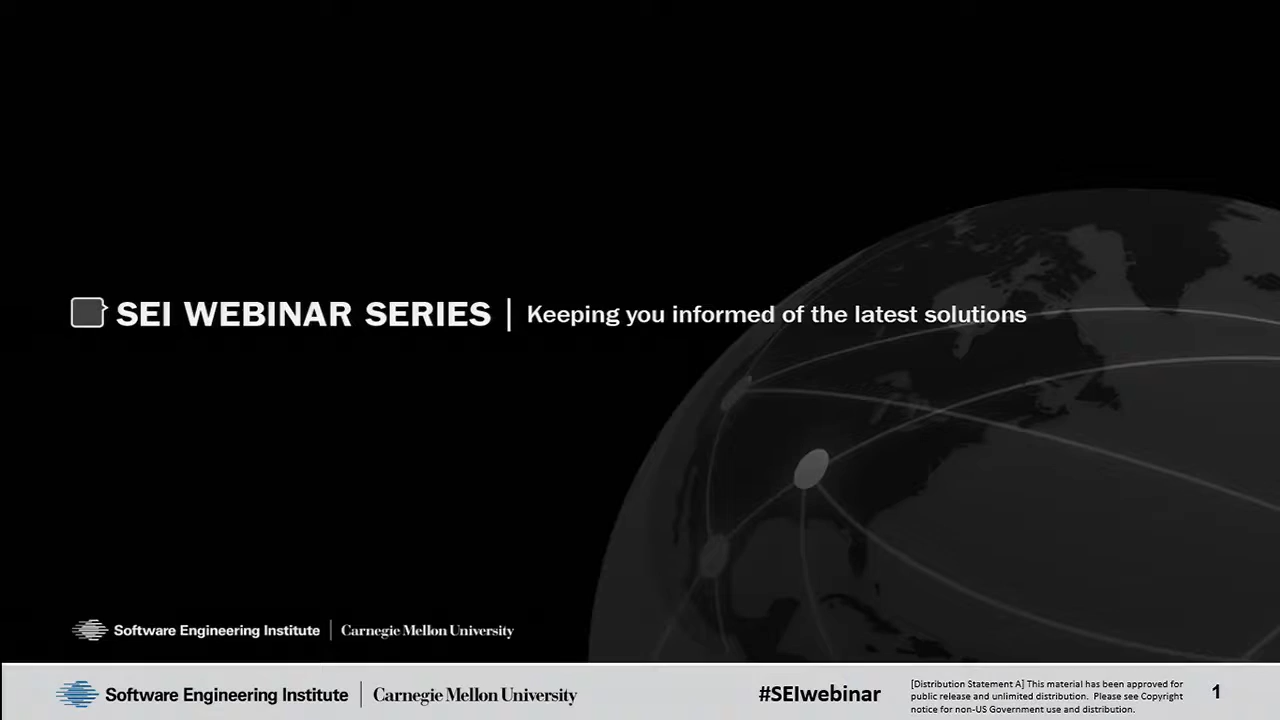 SEI WEBINAR SERIES | Keeping you informed of the latest solutions
Software Engineering Institute | Carnegie Mellon University
Software Engineering Institute | Carnegie Mellon University
#SEIwebinar
[Distribution Statement A] This material has been approved for
public release and unlimited distribution. Please see Copyright
notice for non-US Government use and distribution.
1